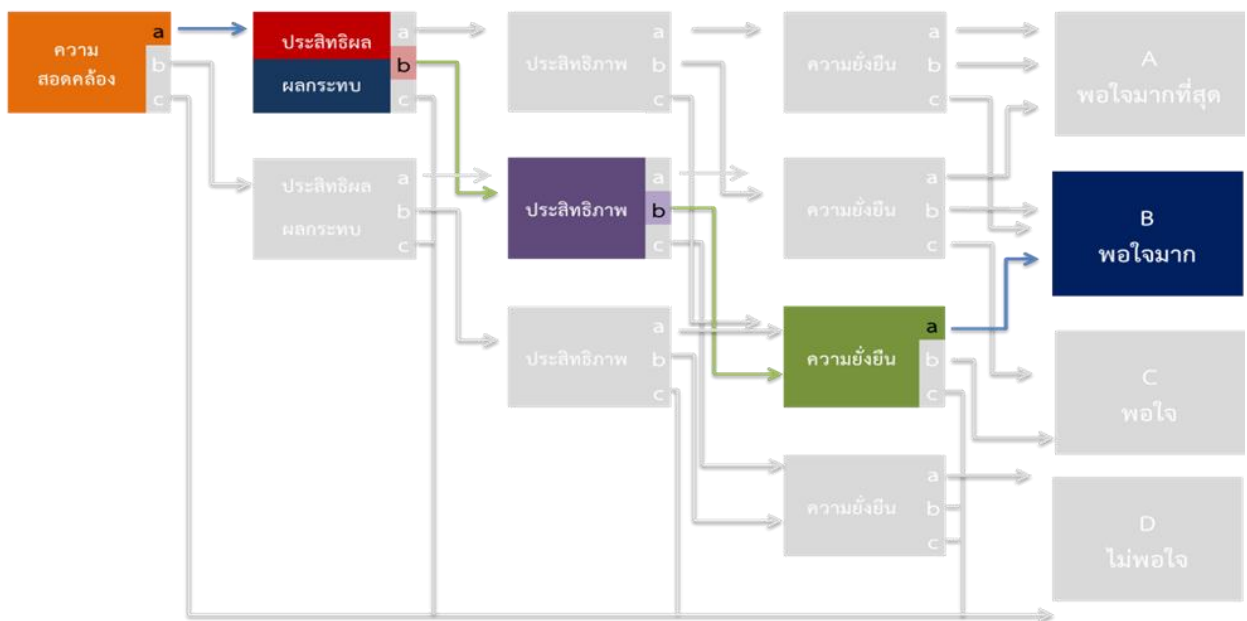 ความ
สอดคล้อง
a
b
c
ประสิทธิผล
ผลกระทบ
a
b
c
ประสิทธิภาพ
a
b
c
ความยั่งยืน
a
b
c
A
พอใจมากที่สุด
ประสิทธิผล
ผลกระทบ
a
b
c
ประสิทธิภาพ
a
b
c
ความยั่งยืน
a
b
c
B
พอใจมาก
ประสิทธิภาพ
a
b
c
ความยั่งยืน
a
b
c
C
พอใจ
ความยั่งยืน
a
b
c
D
ไม่พอใจ